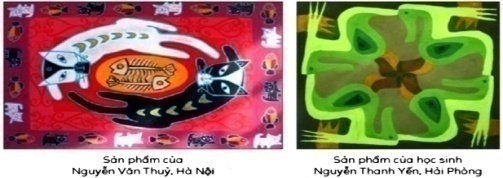 Sản phẩm của
Nguyễn Văn Thuỷ, Hà Nội
Sản phẩm của học sinh
Nguyễn Thanh Yến, Hải Phòng